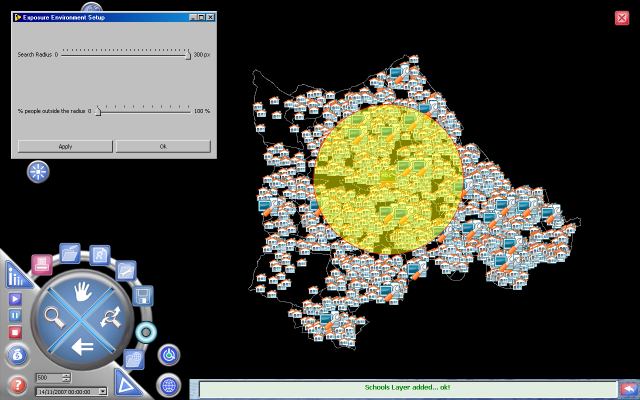 Exposure Environment Setup
Search Radius 0 300 px
% people outside the radius 0 100 %
Apply Ok
500
14/11/2007 00:00:00
Schools Layer added... ok!